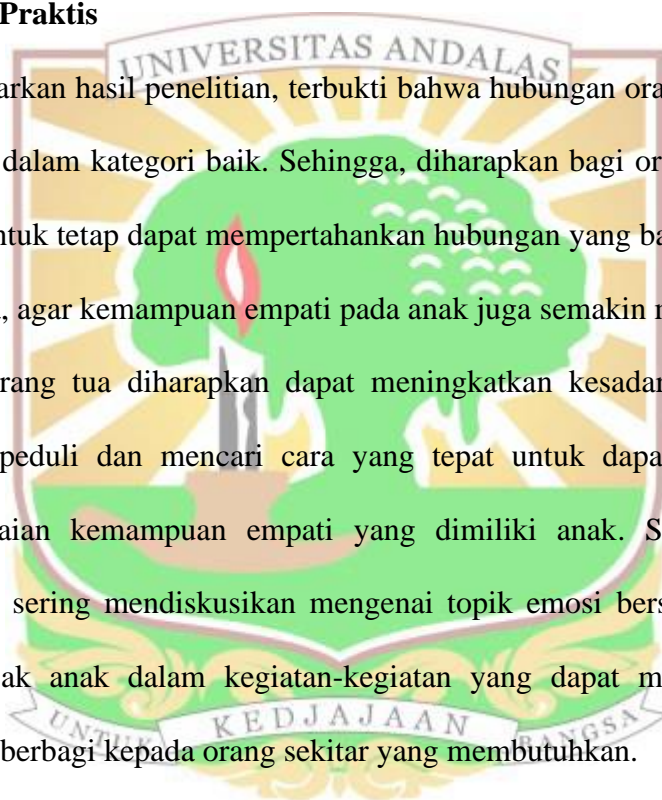 Praktis
UNIVERSITAS ANDALAS
arkan hasil penelitian, terbukti bahwa hubungan ora
dalam kategori baik. Sehingga, diharapkan bagi or
ntuk tetap dapat mempertahankan hubungan yang ba
, agar kemampuan empati pada anak juga semakin
rang tua diharapkan dapat meningkatkan kesadar
peduli dan mencari cara yang tepat untuk dapa
aian kemampuan empati yang dimiliki anak. S
sering mendiskusikan mengenai topik emosi bers
ak anak dalam kegiatan-kegiatan yang dapat m
UNTUK KEDJAJAAN BANGSA
berbagi kepada orang sekitar yang membutuhkan.